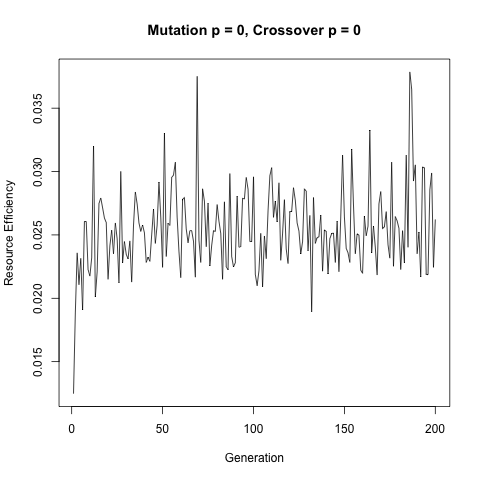 Mutation p = 0, Crossover p = 0
Resource Efficiency
0.035
0.030
0.025
0.020
0.015
0 50 100 150 200
Generation